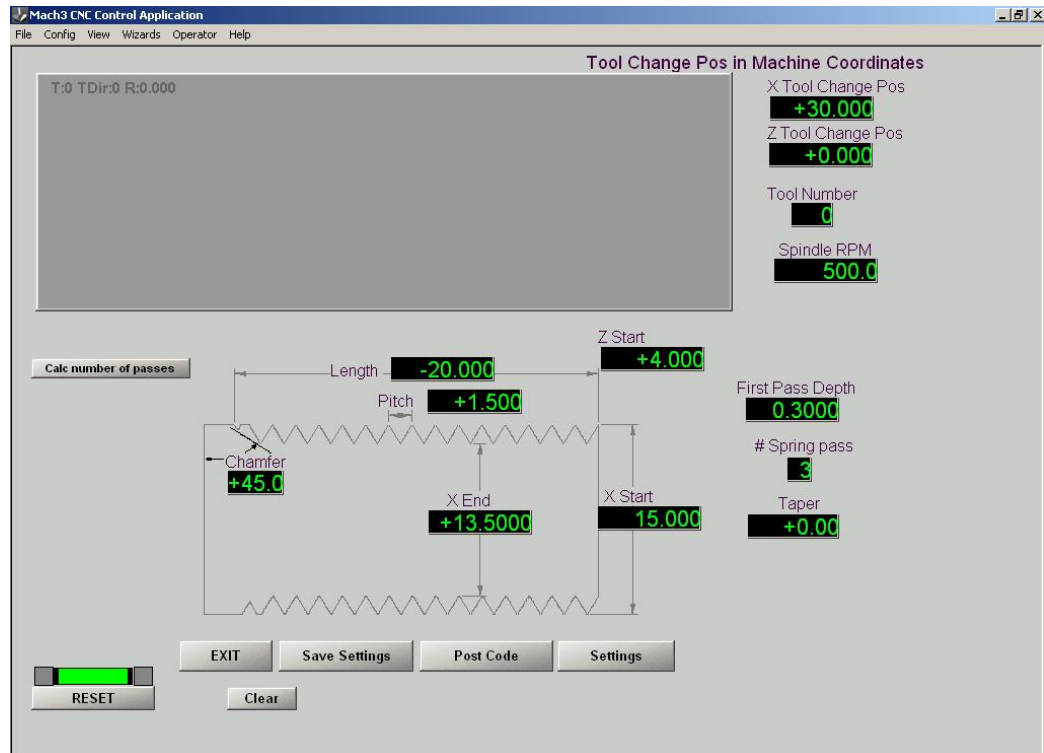 Mach3 CNC Control Application
File Config View Wizards Operator Help
Tool Change Pos in Machine Coordinates
T:0 TDir:0 R:0.000
X Tool Change Pos
+30.000
Z Tool Change Pos
+0.000
Tool Number
0
Spindle RPM
500.0
Z Start
+4.000
Calc number of passes
Length
-20.000
Pitch
+1.500
First Pass Depth
0.3000
# Spring pass
3
Chamfer
+45.0
X End
+13.5000
X Start
15.000
Taper
+0.00
EXIT
Save Settings
Post Code
Settings
RESET
Clear